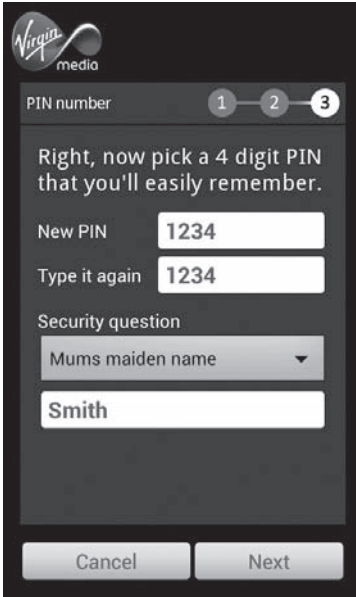 Virgin
media
PIN number 1 2 3
Right, now pick a 4 digit PIN
that you'll easily remember.
New PIN 1234
Type it again 1234
Security question
Mums maiden name
Smith
Cancel Next